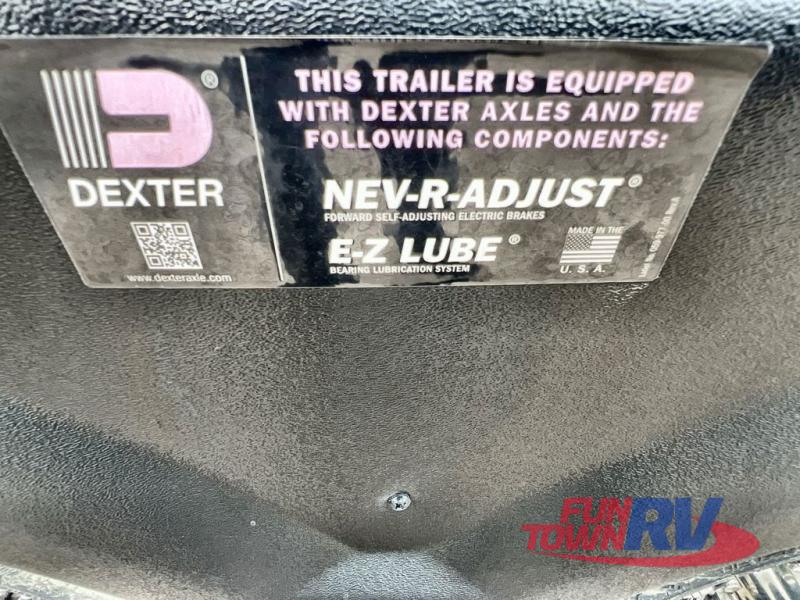 DEXTER
www.dexteraxle.com
THIS TRAILER IS EQUIPPED
WITH DEXTER AXLES AND THE
FOLLOWING COMPONENTS:
NEV-R-ADJUST®
FORWARD SELF-ADJUSTING ELECTRIC BRAKES
E-Z LUBE®
BEARING LUBRICATION SYSTEM
MADE IN THE
U. S. A.
FUN
TOWN RV